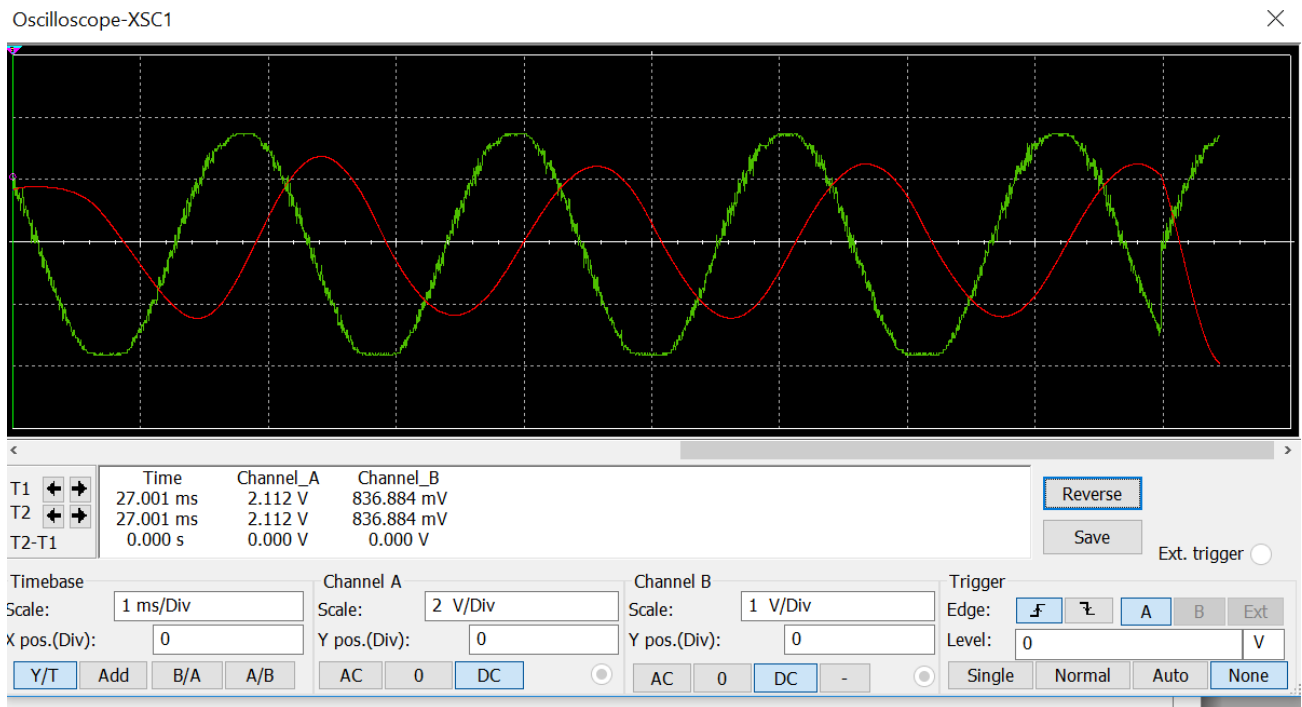 Oscilloscope-XSC1
Time Channel_A Channel_B
T1 27.001 ms 2.112 V 836.884 mV
T2 27.001 ms 2.112 V 836.884 mV
T2-T1 0.000 s 0.000 V 0.000 V
Reverse
Save
Ext. trigger
Timebase Channel A Channel B Trigger
Scale: 1 ms/Div Scale: 2 V/Div Scale: 1 V/Div Edge: A B Ext
X pos.(Div): 0 Y pos.(Div): 0 Y pos.(Div): 0 Level: 0 V
Y/T Add B/A A/B AC 0 DC AC 0 DC - Single Normal Auto None